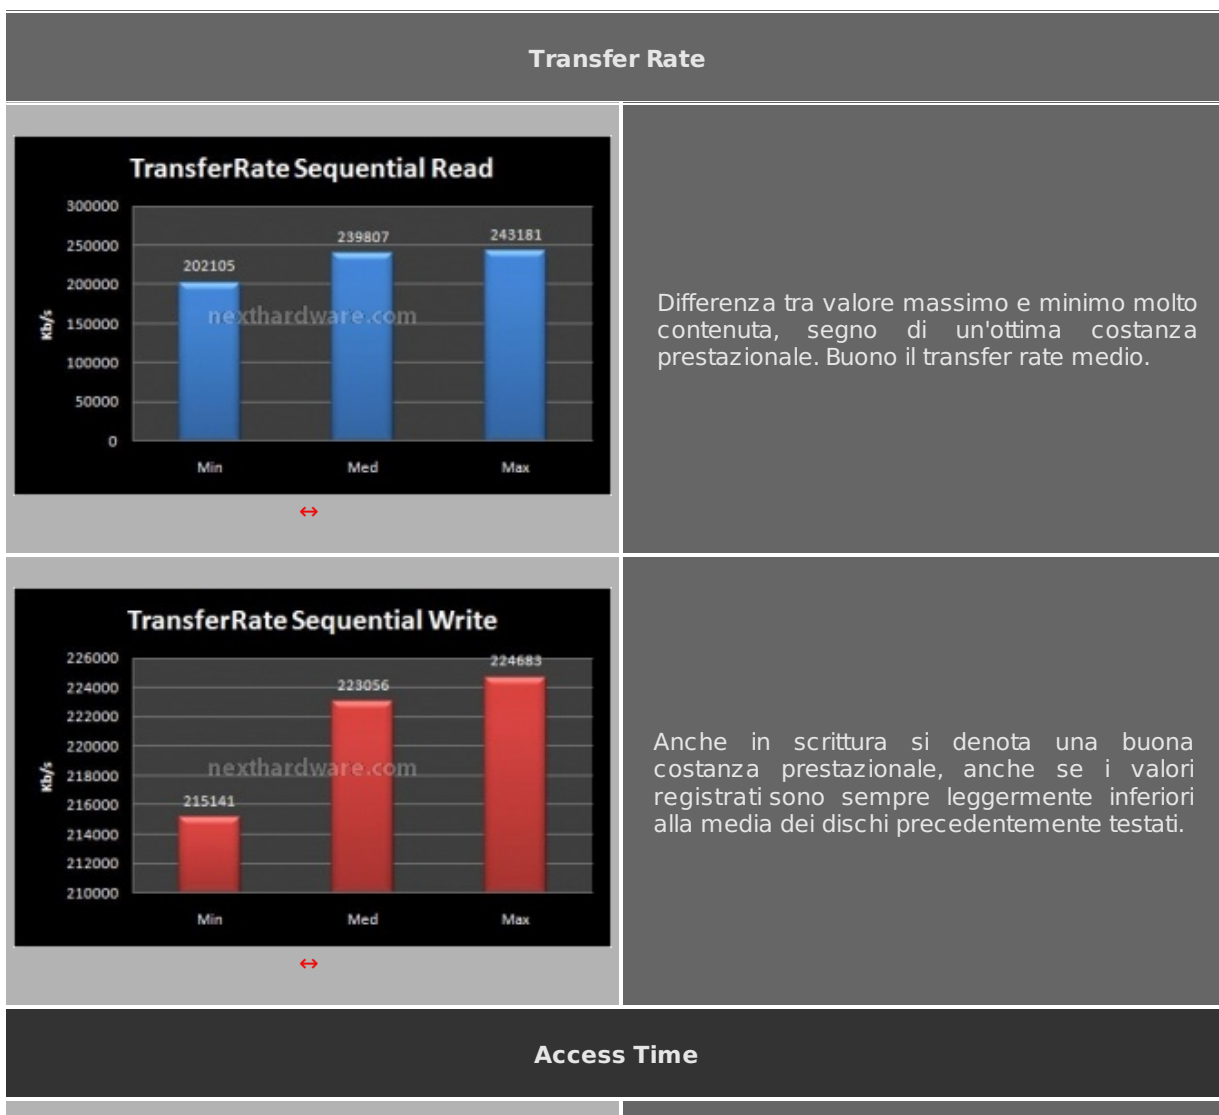 Transfer Rate
TransferRate Sequential Read
300000
250000
200000
150000
100000
50000
0
Kb/s
202105
239807
243181
nexthardware.com
Min
Med
Max
↔
Differenza tra valore massimo e minimo molto
contenuta, segno di un'ottima costanza
prestazionale. Buono il transfer rate medio.
TransferRate Sequential Write
226000
224000
222000
220000
218000
216000
214000
212000
210000
Kb/s
215141
223056
224683
nexthardware.com
Min
Med
Max
↔
Anche in scrittura si denota una buona
costanza prestazionale, anche se i valori
registrati sono sempre leggermente inferiori
alla media dei dischi precedentemente testati.
Access Time